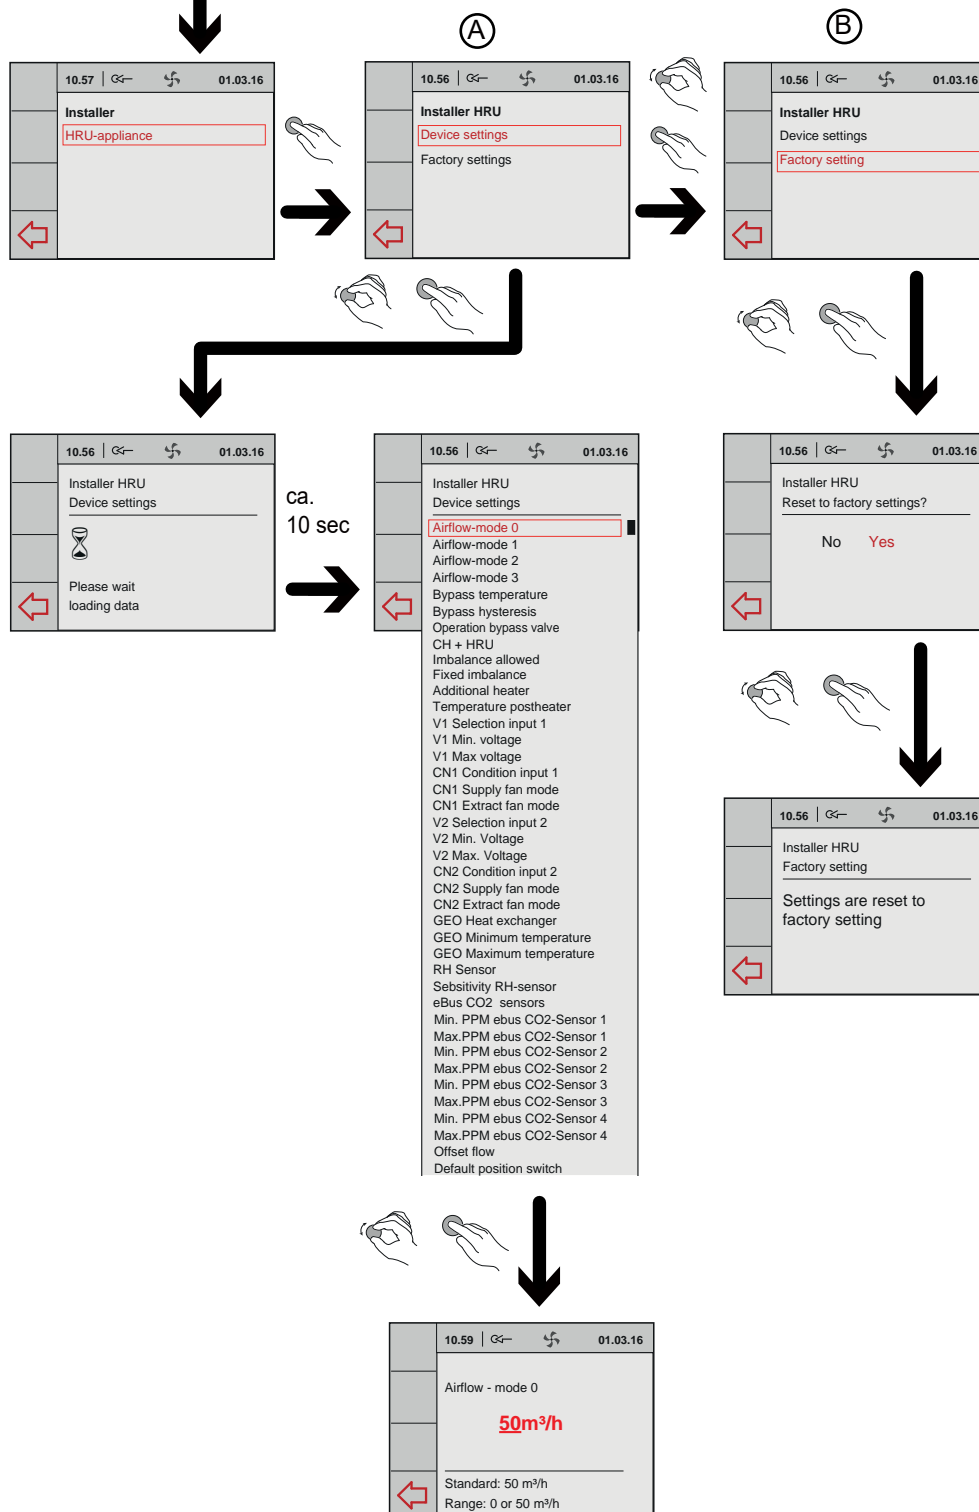 A
B
10.57 01.03.16
Installer
HRU-appliance
10.56 01.03.16
Installer HRU
Device settings
Factory settings
10.56 01.03.16
Installer HRU
Device settings
Factory setting
10.56 01.03.16
Installer HRU
Device settings
Please wait
loading data
ca.
10 sec
10.56 01.03.16
Installer HRU
Device settings
Airflow-mode 0
Airflow-mode 1
Airflow-mode 2
Airflow-mode 3
Bypass temperature
Bypass hysteresis
Operation bypass valve
CH + HRU
Imbalance allowed
Fixed imbalance
Additional heater
Temperature postheater
V1 Selection input 1
V1 Min. voltage
V1 Max voltage
CN1 Condition input 1
CN1 Supply fan mode
CN1 Extract fan mode
V2 Selection input 2
V2 Min. Voltage
V2 Max. Voltage
CN2 Condition input 2
CN2 Supply fan mode
CN2 Extract fan mode
GEO Heat exchanger
GEO Minimum temperature
GEO Maximum temperature
RH Sensor
Sebsitivity RH-sensor
eBus CO2 sensors
Min. PPM ebus CO2-Sensor 1
Max.PPM ebus CO2-Sensor 1
Min. PPM ebus CO2-Sensor 2
Max.PPM ebus CO2-Sensor 2
Min. PPM ebus CO2-Sensor 3
Max.PPM ebus CO2-Sensor 3
Min. PPM ebus CO2-Sensor 4
Max.PPM ebus CO2-Sensor 4
Offset flow
Default position switch
10.56 01.03.16
Installer HRU
Reset to factory settings?
No Yes
10.56 01.03.16
Installer HRU
Factory setting
Settings are reset to
factory setting
10.59 01.03.16
Airflow - mode 0
50m³/h
Standard: 50 m³/h
Range: 0 or 50 m³/h